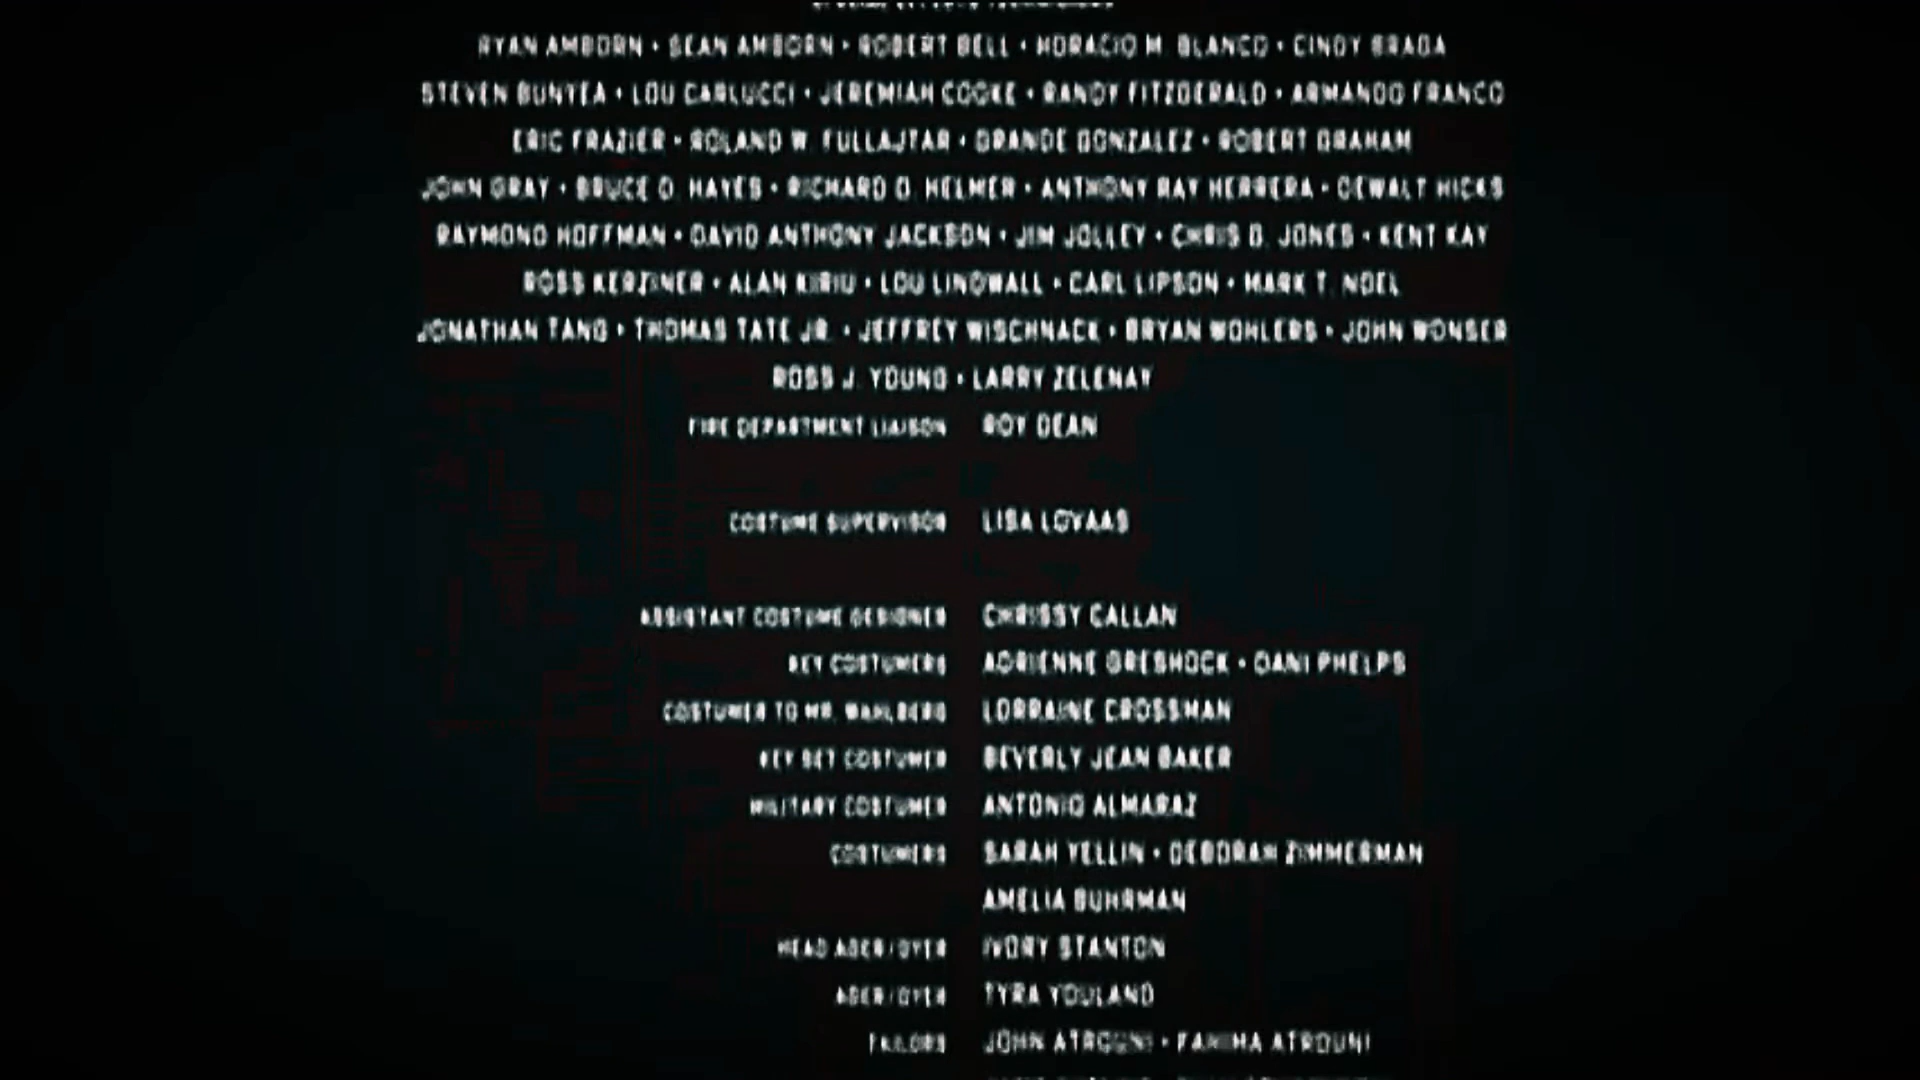 RYAN AMBORN • SEAN AMBORN • ROBERT BELL • HORACIO M. BLANCO • CINDY BRAGA
STEVEN BUNYEA • LOU CARLUCCI • JEREMIAH COOKE • RANDY FITZGERALD • ARMANDO FRANCO
ERIC FRAZIER • ROLAND W. FULLAJTAR • GRANDE GONZALEZ • ROBERT GRAHAM
JOHN GRAY • BRUCE D. HAYES • RICHARD O. HELMER • ANTHONY RAY HERRERA • DEWALT HICKS
RAYMOND HOFFMAN • DAVID ANTHONY JACKSON • JIM JOLLEY • CHRIS D. JONES • KENT KAY
ROSS KERZINER • ALAN KIRIU • LOU LINDWALL • CARL LIPSON • MARK T. NOEL
JONATHAN TANG • THOMAS TATE JR. • JEFFREY WISCHNACK • BRYAN WOHLERS • JOHN WONSER
ROSS J. YOUNG • LARRY ZELENAY
FIRE DEPARTMENT LIAISON ROY DEAN
COSTUME SUPERVISOR LISA LOVAAS
ASSISTANT COSTUME DESIGNER CHRISSY CALLAN
KEY COSTUMERS ADRIENNE GRESHOCK • DANI PHELPS
COSTUMER TO MR. WAHLBERG LORRAINE CROSSMAN
KEY SET COSTUMER BEVERLY JEAN BAKER
MILITARY COSTUMER ANTONIO ALMARAZ
COSTUMERS SARAH YELLIN • DEBORAH ZIMMERMAN
AMELIA BUHRMAN
HEAD AGER/DYER IVORY STANTON
AGER/DYER TYRA YOULAND
TAILORS JOHN ATROUNI • FAHIMA ATROUNI